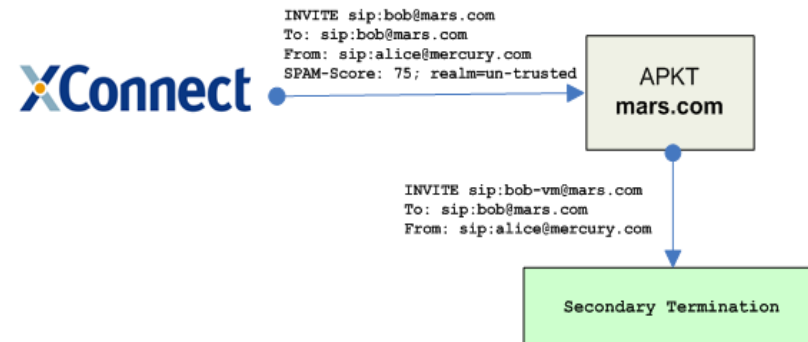 INVITE sip:bob@mars.com
To: sip:bob@mars.com
From: sip:alice@mercury.com
SPAM-Score: 75; realm=un-trusted
XConnect
APKT
mars.com
INVITE sip:bob-vm@mars.com
To: sip:bob@mars.com
From: sip:alice@mercury.com
Secondary Termination